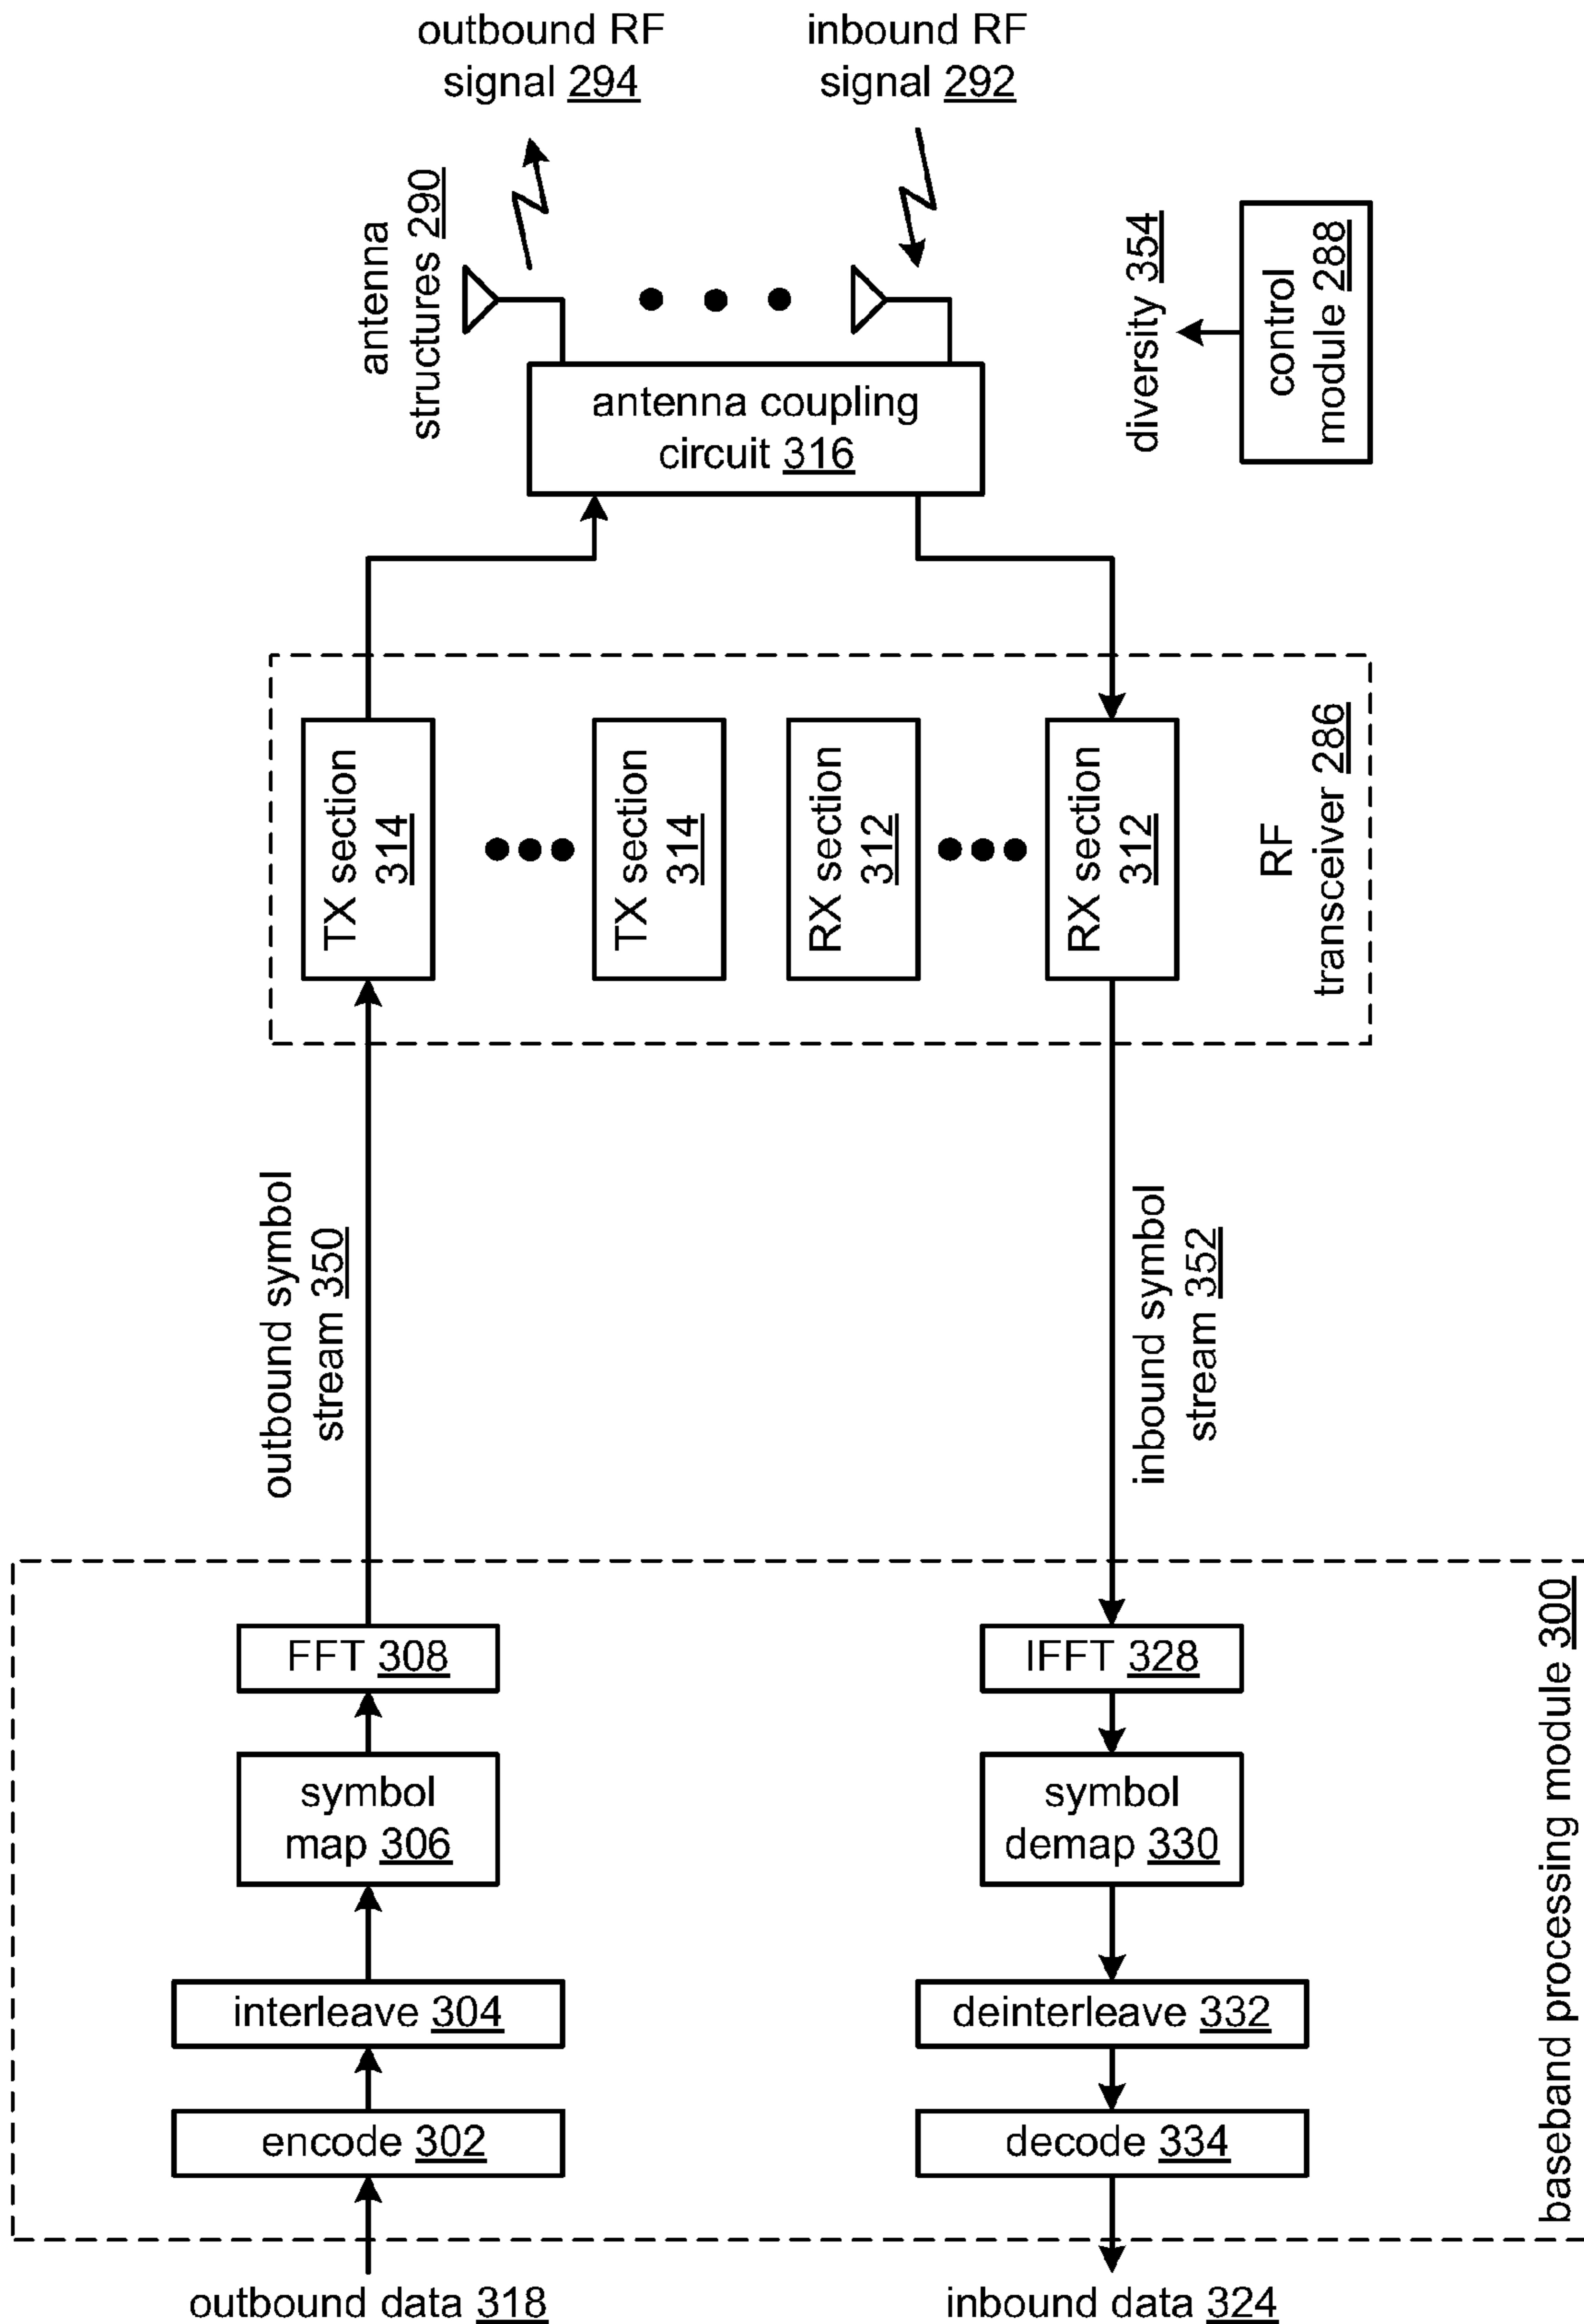 outbound RF
signal 294
inbound RF
signal 292
antenna
structures 290
diversity 354
control
module 288
antenna coupling
circuit 316
TX section
314
TX section
314
RX section
312
RX section
312
RF
transceiver 286
outbound symbol
stream 350
inbound symbol
stream 352
FFT 308
IFFT 328
symbol
map 306
symbol
demap 330
interleave 304
deinterleave 332
encode 302
decode 334
baseband processing module 300
outbound data 318
inbound data 324